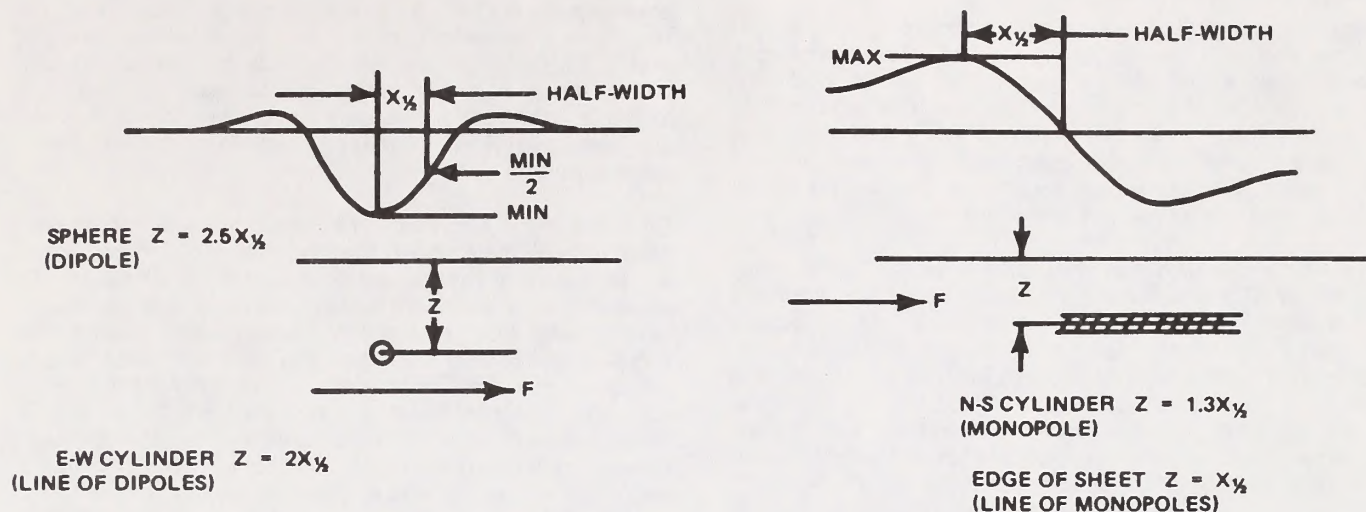 X½
HALF-WIDTH
MIN
2
MIN
SPHERE Z = 2.5X½
(DIPOLE)
Z
F
E-W CYLINDER Z = 2X½
(LINE OF DIPOLES)
X½
HALF-WIDTH
MAX
Z
F
N-S CYLINDER Z = 1.3X½
(MONOPOLE)
EDGE OF SHEET Z = X½
(LINE OF MONOPOLES)